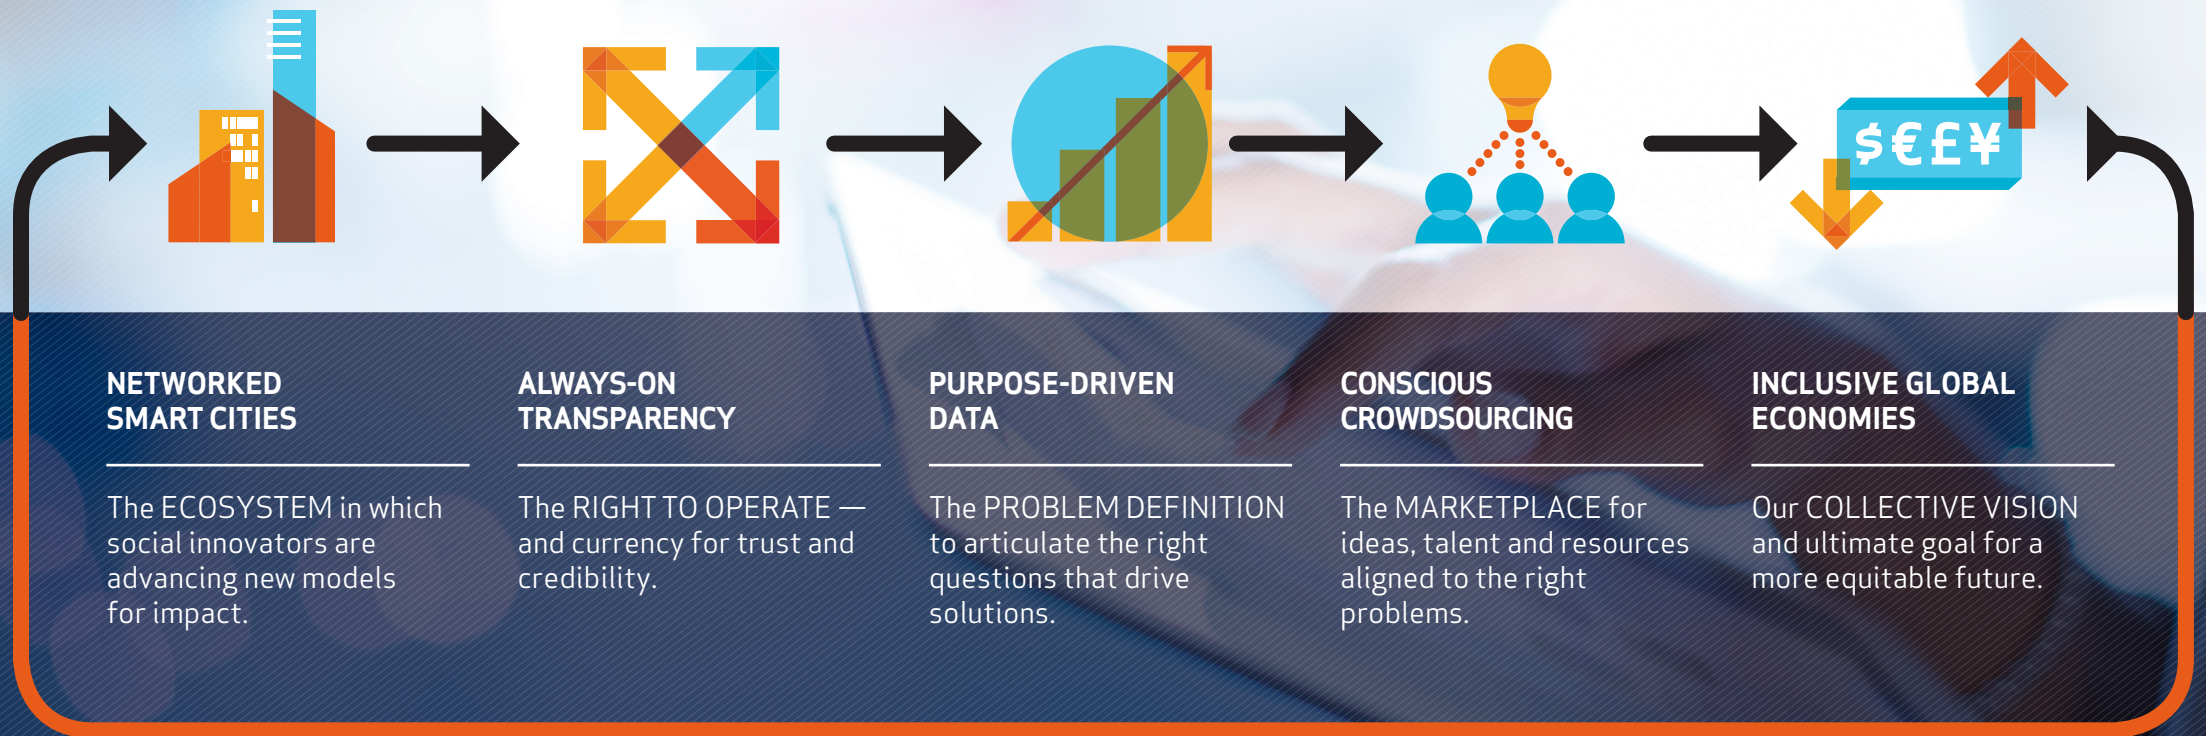 $€£¥
NETWORKED
SMART CITIES
The ECOSYSTEM in which
social innovators are
advancing new models
for impact.
ALWAYS-ON
TRANSPARENCY
The RIGHT TO OPERATE —
and currency for trust and
credibility.
PURPOSE-DRIVEN
DATA
The PROBLEM DEFINITION
to articulate the right
questions that drive
solutions.
CONSCIOUS
CROWDSOURCING
The MARKETPLACE for
ideas, talent and resources
aligned to the right
problems.
INCLUSIVE GLOBAL
ECONOMIES
Our COLLECTIVE VISION
and ultimate goal for a
more equitable future.